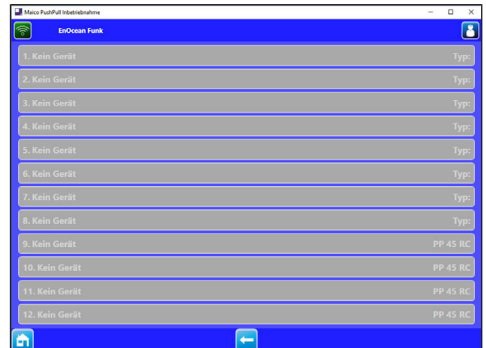 Maico PushPull Inbetriebnahme
EnOcean Funk
1. Kein Gerät Typ:
2. Kein Gerät Typ:
3. Kein Gerät Typ:
4. Kein Gerät Typ:
5. Kein Gerät Typ:
6. Kein Gerät Typ:
7. Kein Gerät Typ:
8. Kein Gerät Typ:
9. Kein Gerät PP 45 RC
10. Kein Gerät PP 45 RC
11. Kein Gerät PP 45 RC
12. Kein Gerät PP 45 RC